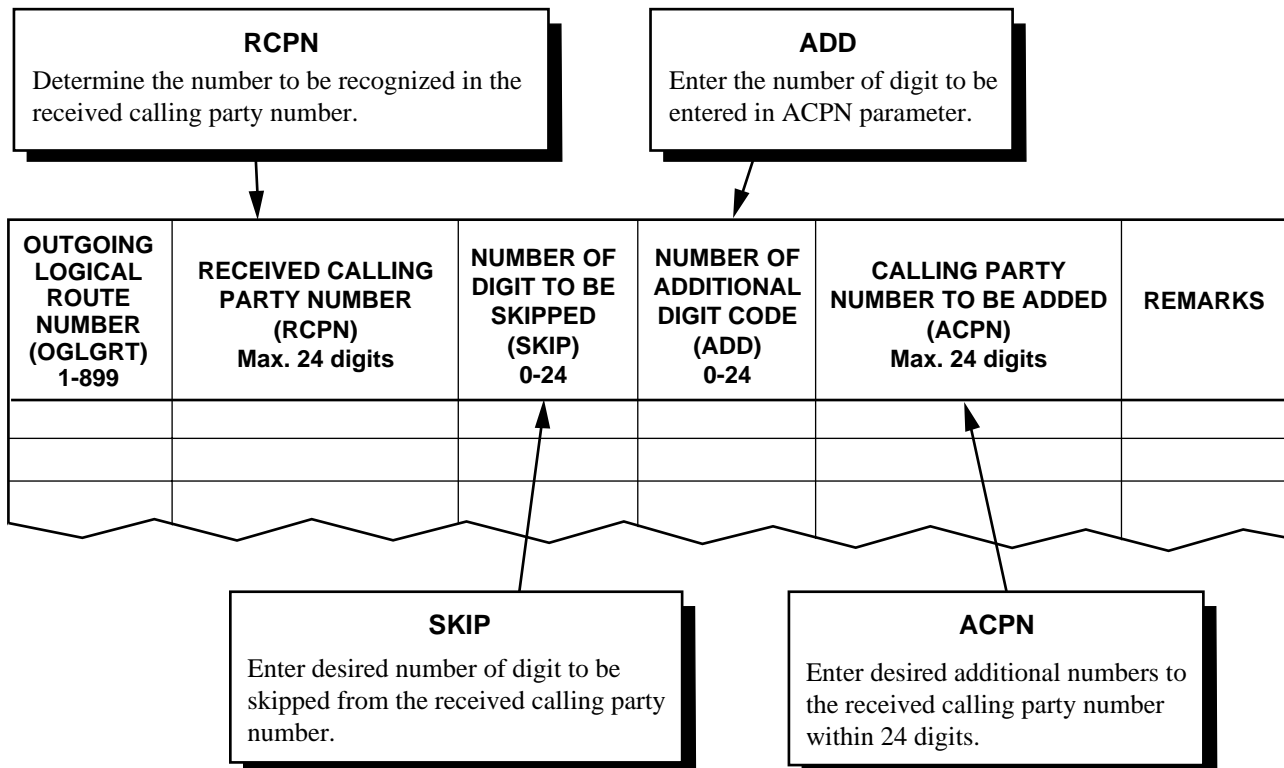 RCPN
Determine the number to be recognized in the
received calling party number.
ADD
Enter the number of digit to be
entered in ACPN parameter.
OUTGOING
LOGICAL
ROUTE
NUMBER
(OGLGRT)
1-899
RECEIVED CALLING
PARTY NUMBER
(RCPN)
Max. 24 digits
NUMBER OF
DIGIT TO BE
SKIPPED
(SKIP)
0-24
NUMBER OF
ADDITIONAL
DIGIT CODE
(ADD)
0-24
CALLING PARTY
NUMBER TO BE ADDED
(ACPN)
Max. 24 digits
REMARKS
SKIP
Enter desired number of digit to be
skipped from the received calling party
number.
ACPN
Enter desired additional numbers to
the received calling party number
within 24 digits.